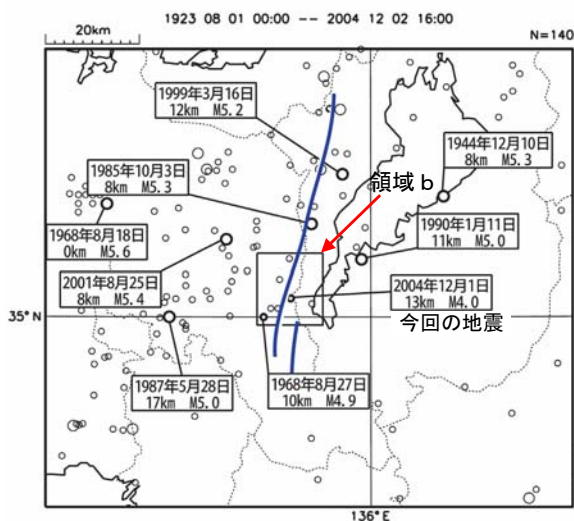 1923 08 01 00:00 -- 2004 12 02 16:00
20km
N=140
1999年3月16日
12km M5.2
1944年12月10日
8km M5.3
1985年10月3日
8km M5.3
領域b
1968年8月18日
0km M5.6
1990年1月11日
11km M5.0
2001年8月25日
8km M5.4
2004年12月1日
13km M4.0
35°N
今回の地震
1987年5月28日
17km M5.0
1968年8月27日
10km M4.9
136°E